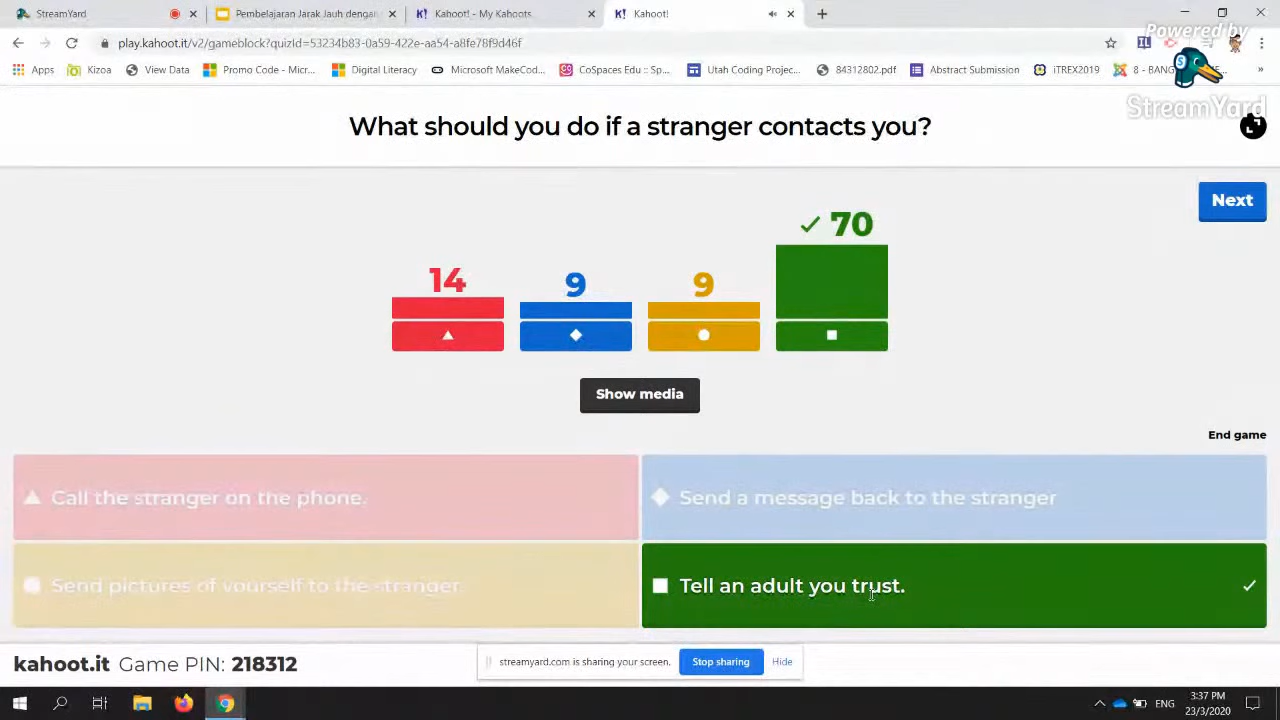 StreamYard
Pembelajaran Jarak Jauh dengan
Kahoot! - My Kahoots
Kahoot!
Powered by
play.kahoot.it/v2/gameblock?quizId=53234b83-0a59-422e-aa54-a8fe78f9d16f
Apps
Kizoa
View Data
Promo Code - Micr...
Digital Literacy
Microsoft MakeCod...
CoSpaces Edu :: Sp...
Utah Coding Projec...
84312802.pdf
Abstract Submission
iTREX2019
StreamYard
What should you do if a stranger contacts you?
Next
14
9
9
70
Show media
End game
Call the stranger on the phone.
Send a message back to the stranger
Send pictures of yourself to the stranger.
Tell an adult you trust.
kahoot.it Game PIN: 218312
streamyard.com is sharing your screen.
Stop sharing
Hide
ENG
3:37 PM
23/3/2020